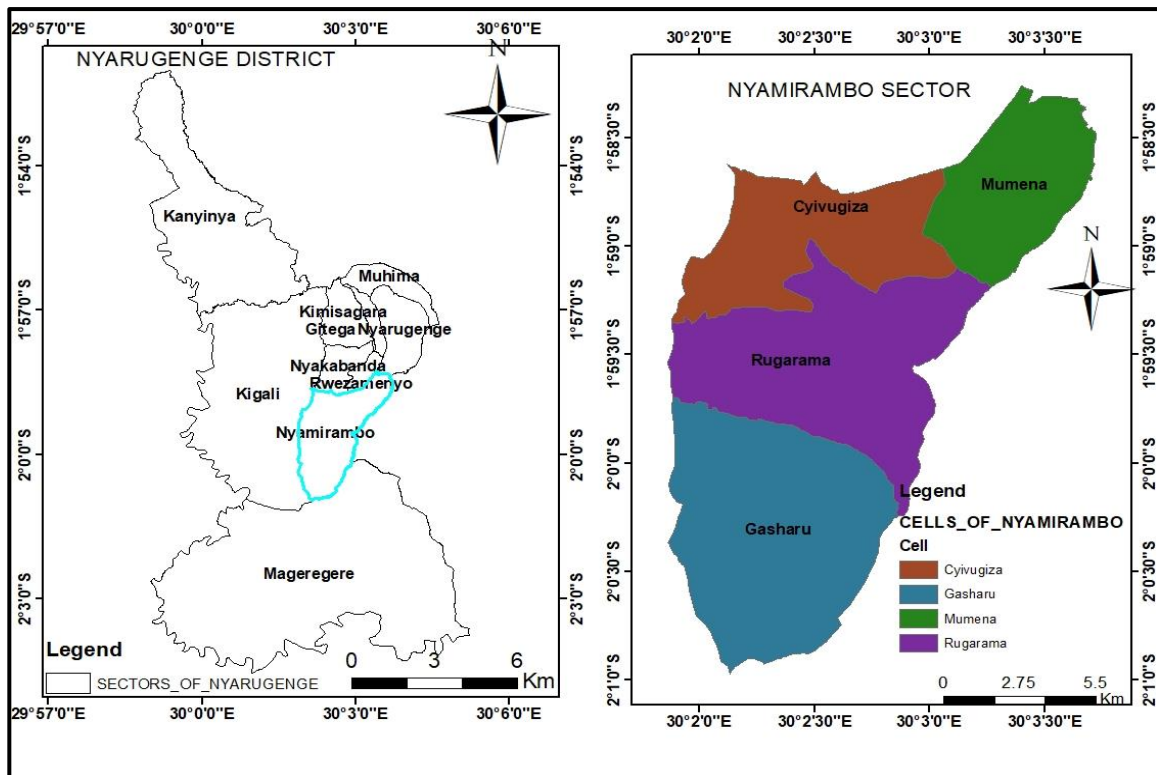 29°57'0"E 30°0'0"E 30°3'0"E 30°6'0"E
NYARUGENGE DISTRICT
N
1°54'0"S
1°54'0"S
Kanyinya
Muhima
1°57'0"S
Kimisagara
1°57'0"S
Gitega Nyarugenge
Nyakabanda
Rwezamenyo
Kigali
Nyamirambo
2°0'0"S
2°0'0"S
Mageregere
2°3'0"S
2°3'0"S
Legend
SECTORS_OF_NYARUGENGE
0 3 6
Km
29°57'0"E 30°0'0"E 30°3'0"E 30°6'0"E
30°2'0"E 30°2'30"E 30°3'0"E 30°3'30"E
NYAMIRAMBO SECTOR
1°58'30"S
1°58'30"S
Mumena
Cyivugiza
N
1°59'0"S
1°59'0"S
Rugarama
1°59'30"S
1°59'30"S
2°0'0"S
2°0'0"S
Legend
CELLS_OF_NYAMIRAMBO
Gasharu
Cell
2°0'30"S
2°0'30"S
Cyivugiza
Gasharu
Mumena
Rugarama
2°1'0"S
2°1'0"S
0 2.75 5.5
Km
30°2'0"E 30°2'30"E 30°3'0"E 30°3'30"E